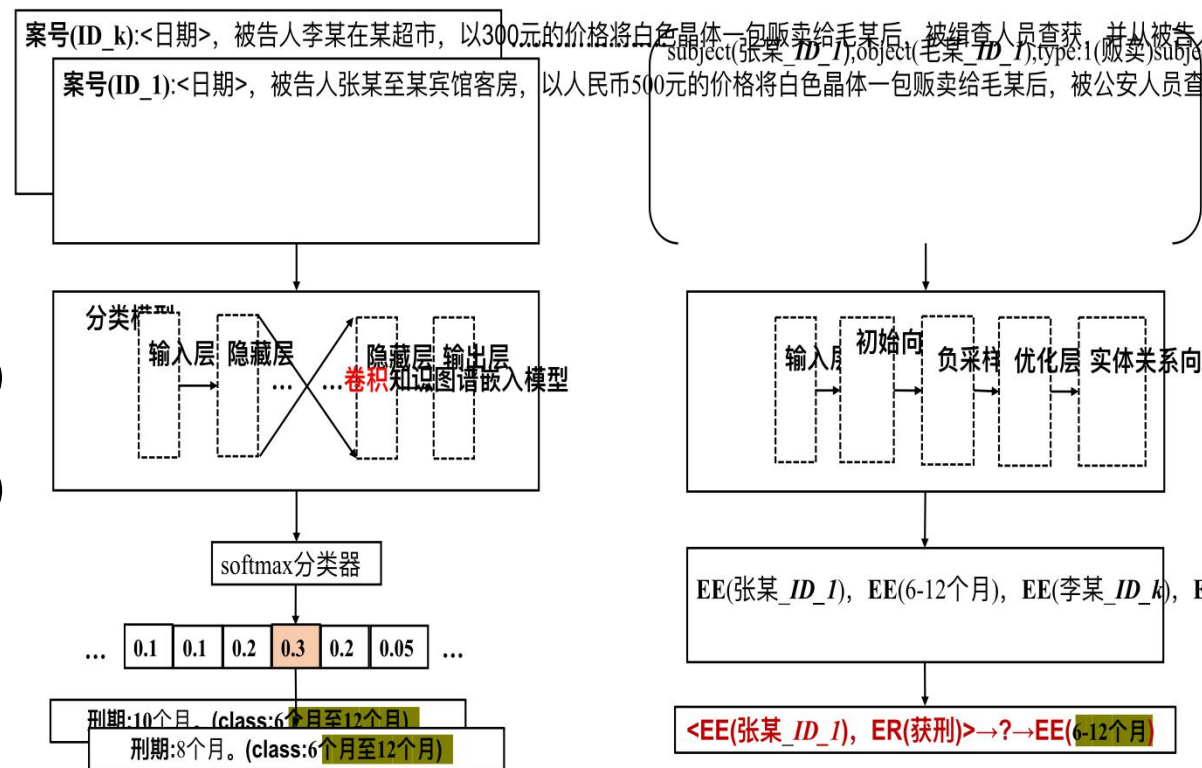 案号(ID_k):<日期>，被告人李某在某超市，以300元的价格将白色晶体一包贩卖给毛某后，被缉查人员查获，并从被告人
案号(ID_1):<日期>，被告人张某至某宾馆客房，以人民币500元的价格将白色晶体一包贩卖给毛某后，被公安人员查
subject(张某_ID_1),object(毛某_ID_1),type:1(贩卖)subje
分类模型
输入层
隐藏层
...
...
隐藏层
输出层
卷积知识图谱嵌入模型
输入层
初始向
负采样
优化层
实体关系向
softmax分类器
EE(张某_ID_1)，EE(6-12个月)，EE(李某_ID_k)，E
... 0.1 0.1 0.2 0.3 0.2 0.05 ...
刑期:10个月。(class:6个月至12个月)
刑期:8个月。(class:6个月至12个月)
<EE(张某_ID_1)，ER(获刑)>→?→EE(6-12个月)